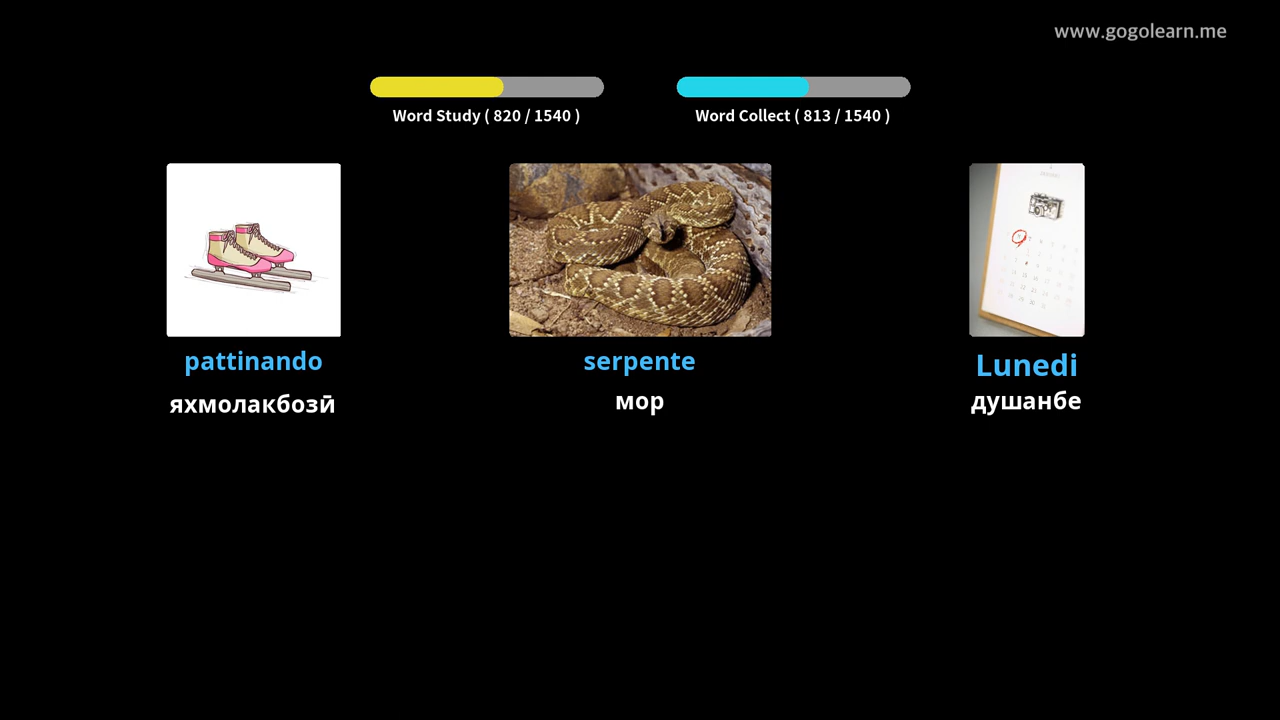 www.gogolearn.me
Word Study ( 820 / 1540 )
Word Collect ( 813 / 1540 )
pattinando
serpente
Lunedi
яхмолакбозӣ
мор
душанбе